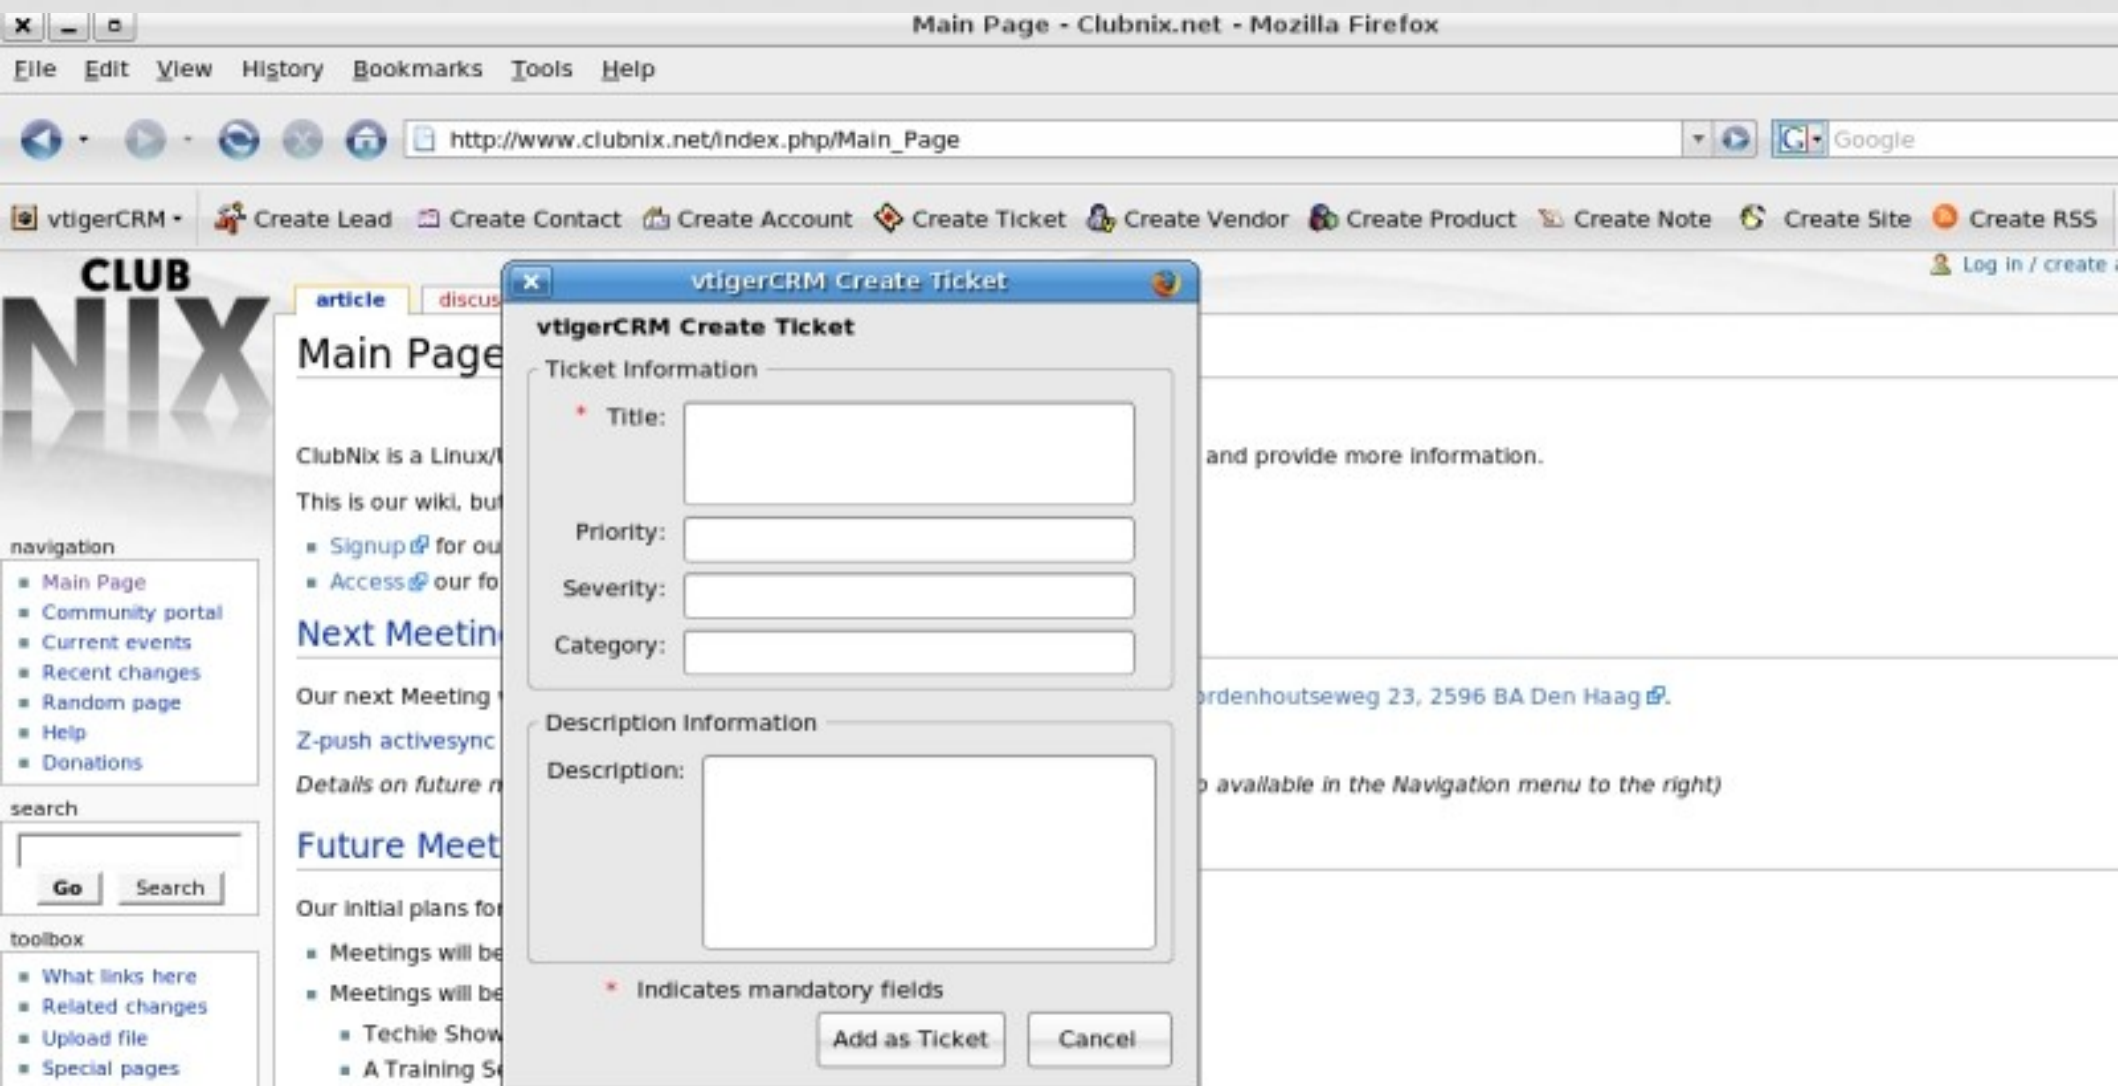 Main Page - Clubnix.net - Mozilla Firefox
File Edit View History Bookmarks Tools Help
http://www.clubnix.net/index.php/Main_Page
Google
vtigerCRM Create Lead Create Contact Create Account Create Ticket Create Vendor Create Product Create Note Create Site Create RSS
Log in / create
CLUB
NIX
article discus
Main Page
ClubNix is a Linux/
and provide more information.
This is our wiki, but
Signup for ou
Access our fo
Next Meetin
Our next Meeting
ordenhoutseweg 23, 2596 BA Den Haag .
Z-push activesync
Details on future
available in the Navigation menu to the right)
Future Meet
Our initial plans for
Meetings will be
Meetings will be
Techie Show
A Training Se
navigation
Main Page
Community portal
Current events
Recent changes
Random page
Help
Donations
search
Go Search
toolbox
What links here
Related changes
Upload file
Special pages
vtigerCRM Create Ticket
vtigerCRM Create Ticket
Ticket Information
* Title:
Priority:
Severity:
Category:
Description Information
Description:
* Indicates mandatory fields
Add as Ticket Cancel